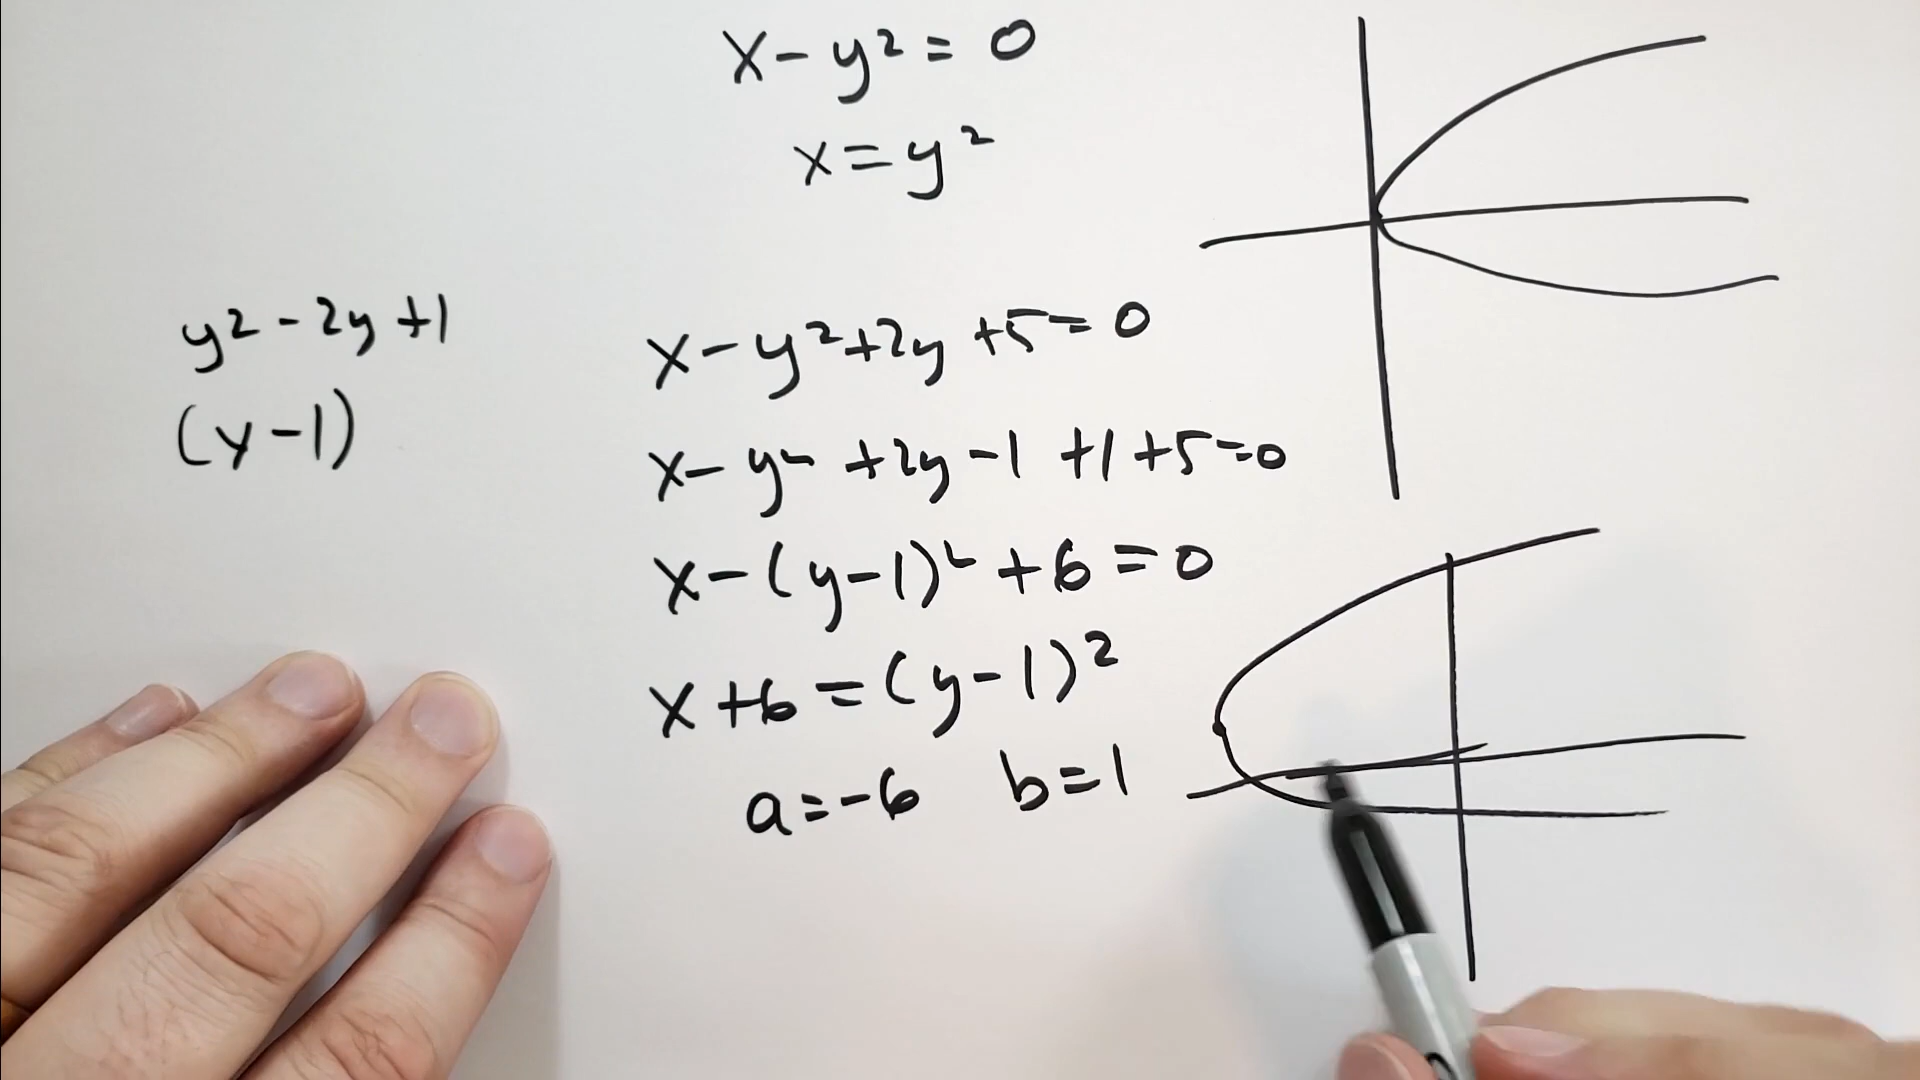 x-y²=0
x=y²
y²-2y+1
(y-1)
x-y²+2y+5=0
x-y²+2y-1+1+5=0
x-(y-1)²+6=0
x+6=(y-1)²
a=-6 b=1